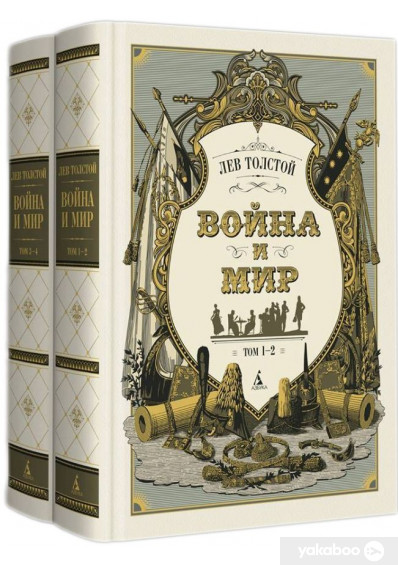 ЛЕВ ТОЛСТОЙ
ВОЙНА
И МИР
ТОМ 3–4
ЛЕВ ТОЛСТОЙ
ВОЙНА
И МИР
ТОМ 1–2
ЛЕВ ТОЛСТОЙ
ВОЙНА
И
МИР
ТОМ 1–2
АЗБУКА
yakaboo